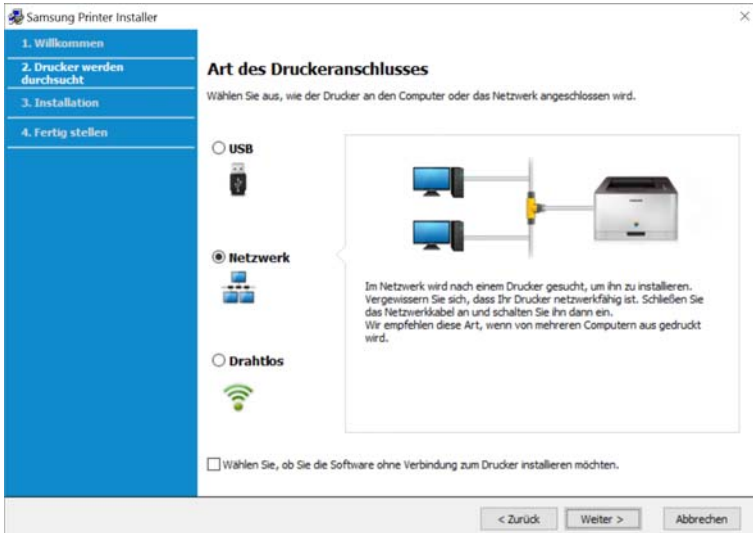 Samsung Printer Installer
1. Willkommen
2. Drucker werden
durchsucht
3. Installation
4. Fertig stellen
Art des Druckeranschlusses
Wählen Sie aus, wie der Drucker an den Computer oder das Netzwerk angeschlossen wird.
USB
Netzwerk
Im Netzwerk wird nach einem Drucker gesucht, um ihn zu installieren.
Vergewissern Sie sich, dass Ihr Drucker netzwerkfähig ist. Schließen Sie
das Netzwerkkabel an und schalten Sie ihn dann ein.
Wir empfehlen diese Art, wenn von mehreren Computern aus gedruckt
wird.
Drahtlos
Wählen Sie, ob Sie die Software ohne Verbindung zum Drucker installieren möchten.
< Zurück Weiter > Abbrechen